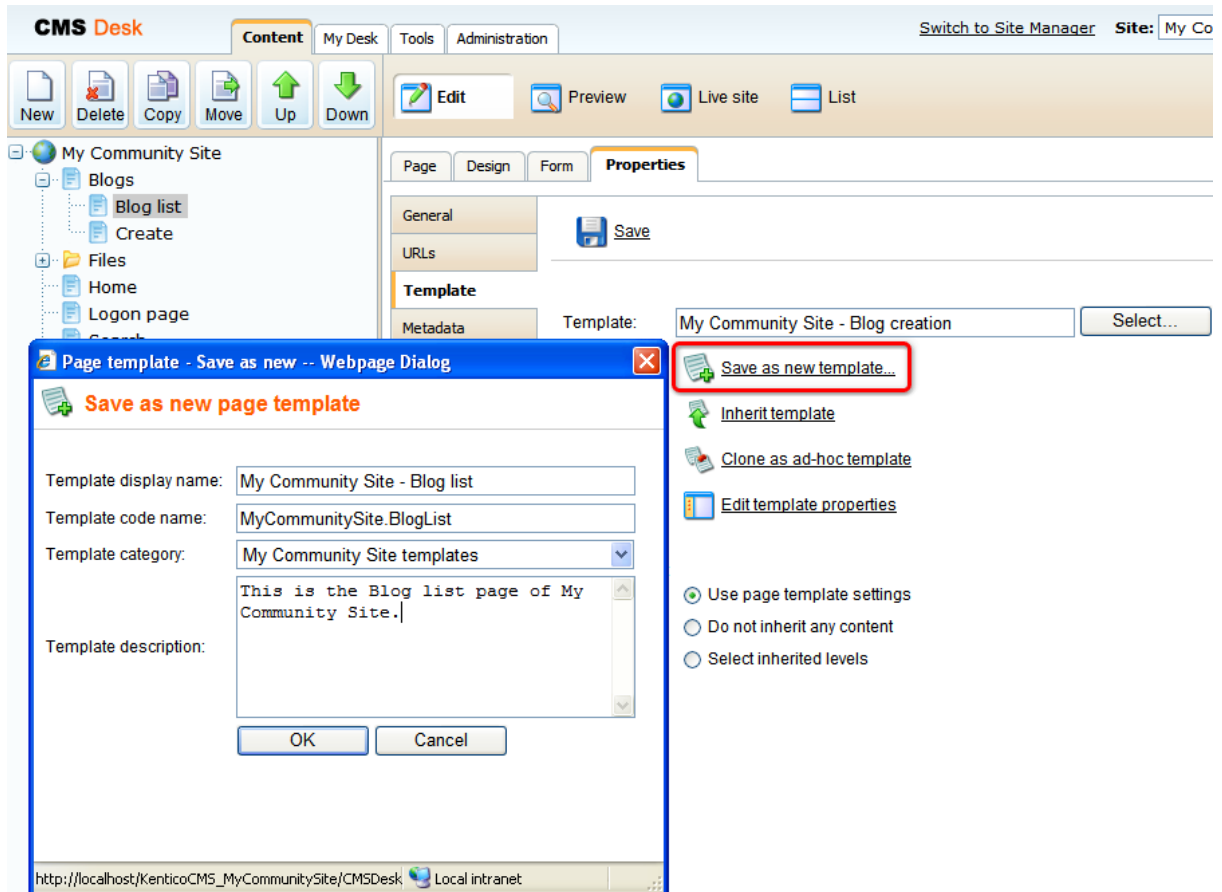 CMS Desk
Content
My Desk
Tools
Administration
Switch to Site Manager
Site: My Co
New
Delete
Copy
Move
Up
Down
Edit
Preview
Live site
List
My Community Site
Blogs
Blog list
Create
Files
Home
Logon page
Search
Page
Design
Form
Properties
General
URLs
Template
Metadata
Save
Template: My Community Site - Blog creation
Select...
Save as new template...
Inherit template
Clone as ad-hoc template
Edit template properties
Use page template settings
Do not inherit any content
Select inherited levels
Page template - Save as new -- Webpage Dialog
Save as new page template
Template display name: My Community Site - Blog list
Template code name: MyCommunitySite.BlogList
Template category: My Community Site templates
Template description:
This is the Blog list page of My
Community Site.
OK
Cancel
http://localhost/KenticoCMS_MyCommunitySite/CMSDesk
Local intranet